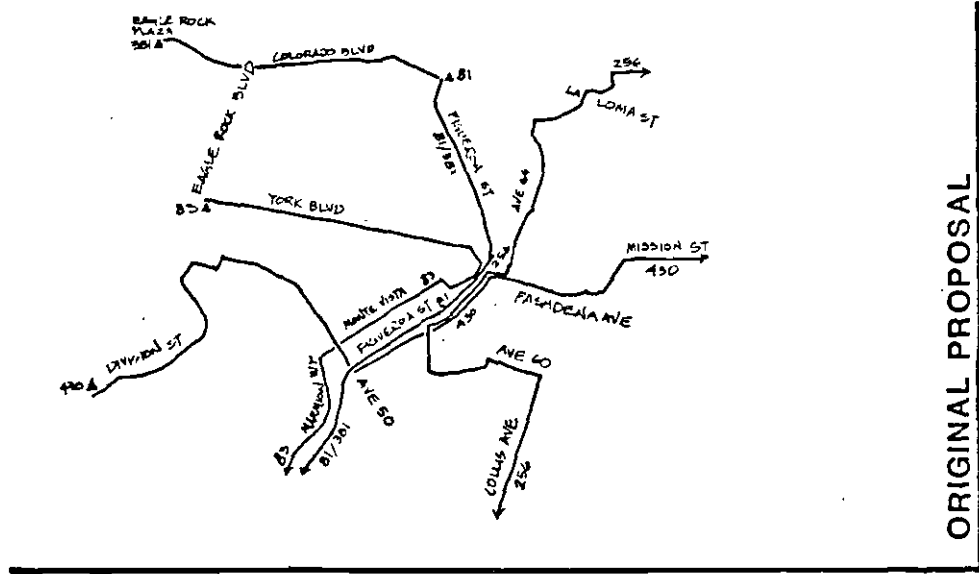 EAGLE ROCK
PLAZA
381
COLORADO BLVD
81
256
LA
LOMA ST
EAGLE ROCK BLVD
FIGUEROA ST
81/381
AVE 64
83
YORK BLVD
MISSION ST
430
83
MONTE VISTA
FIGUEROA ST
81
430
PASADENA AVE
DIVISION ST
AVE 60
MARMION WY
AVE 50
83
81/381
COLLIS AVE
256
ORIGINAL PROPOSAL